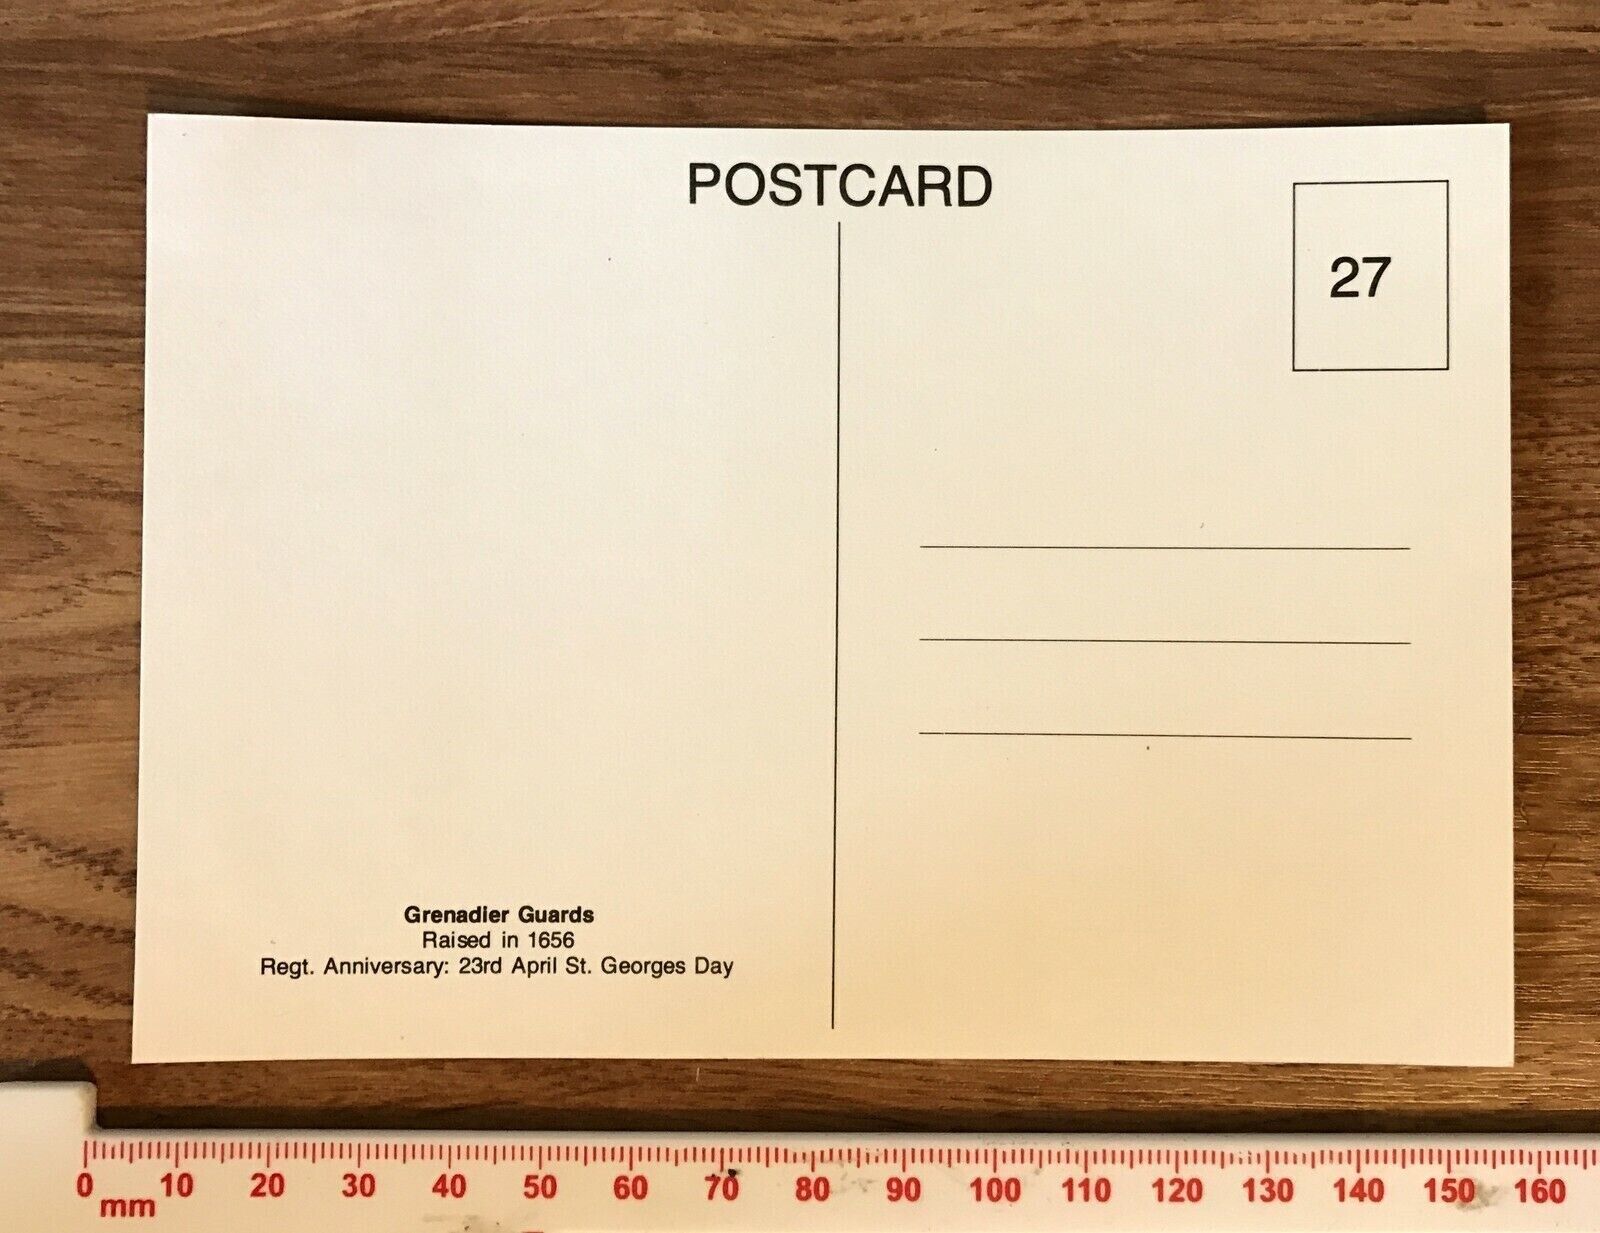 POSTCARD
27
Grenadier Guards
Raised in 1656
Regt. Anniversary: 23rd April St. Georges Day
0 10 20 30 40 50 60 70 80 90 100 110 120 130 140 150 160
mm